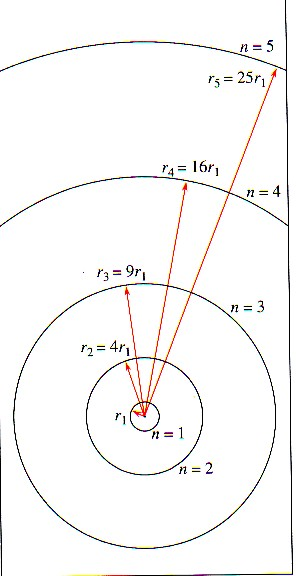 n = 5
r₅ = 25r₁
r₄ = 16r₁
n = 4
r₃ = 9r₁
n = 3
r₂ = 4r₁
r₁
n = 1
n = 2